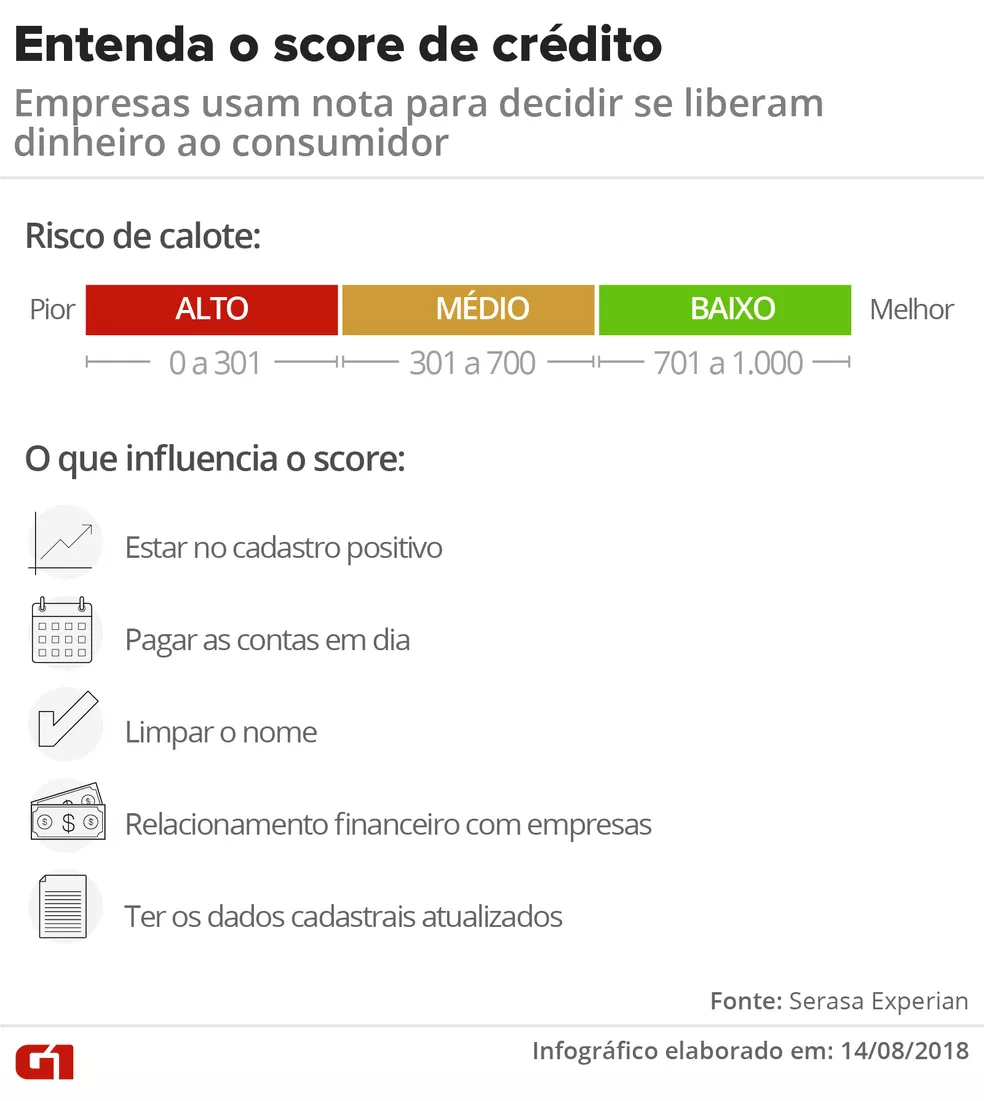 Entenda o score de crédito
Empresas usam nota para decidir se liberam
dinheiro ao consumidor
Risco de calote:
Pior ALTO MÉDIO BAIXO Melhor
0 a 301 301 a 700 701 a 1.000
O que influencia o score:
Estar no cadastro positivo
Pagar as contas em dia
Limpar o nome
$ $ $ $
Relacionamento financeiro com empresas
Ter os dados cadastrais atualizados
Fonte: Serasa Experian
Infográfico elaborado em: 14/08/2018
G1